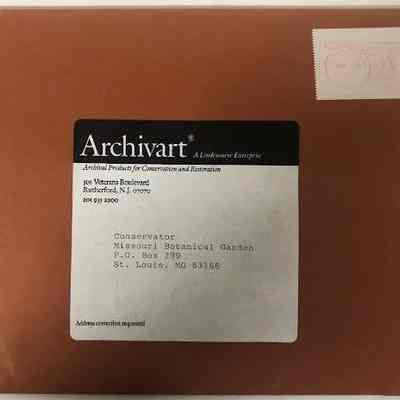 Archivart®
A Lindenmeyr Enterprise
Archival Products for Conservation and Restoration
301 Veterans Boulevard
Rutherford, N.J. 07070
201 933 2200
Conservator
Missouri Botanical Garden
P.O. Box 299
St. Louis, MO 63166
Address correction requested